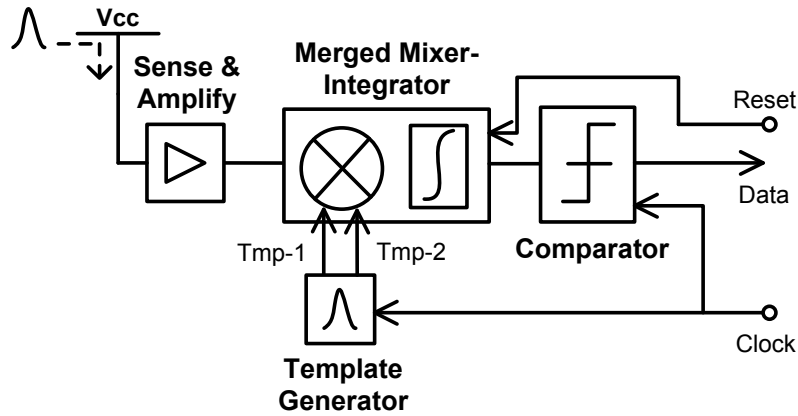 Vcc
Sense &
Amplify
Merged Mixer-
Integrator
Reset
Data
Tmp-1
Tmp-2
Comparator
Clock
Template
Generator